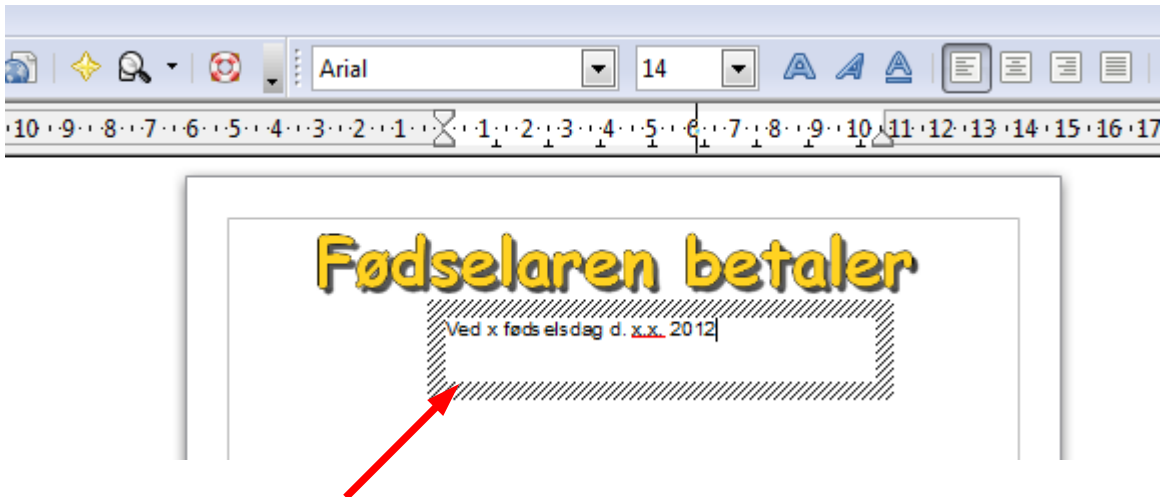 Arial 14
10 9 8 7 6 5 4 3 2 1 1 2 3 4 5 6 7 8 9 10 11 12 13 14 15 16 17
Fødselaren betaler
Ved x fødselsdag d. x.x. 2012